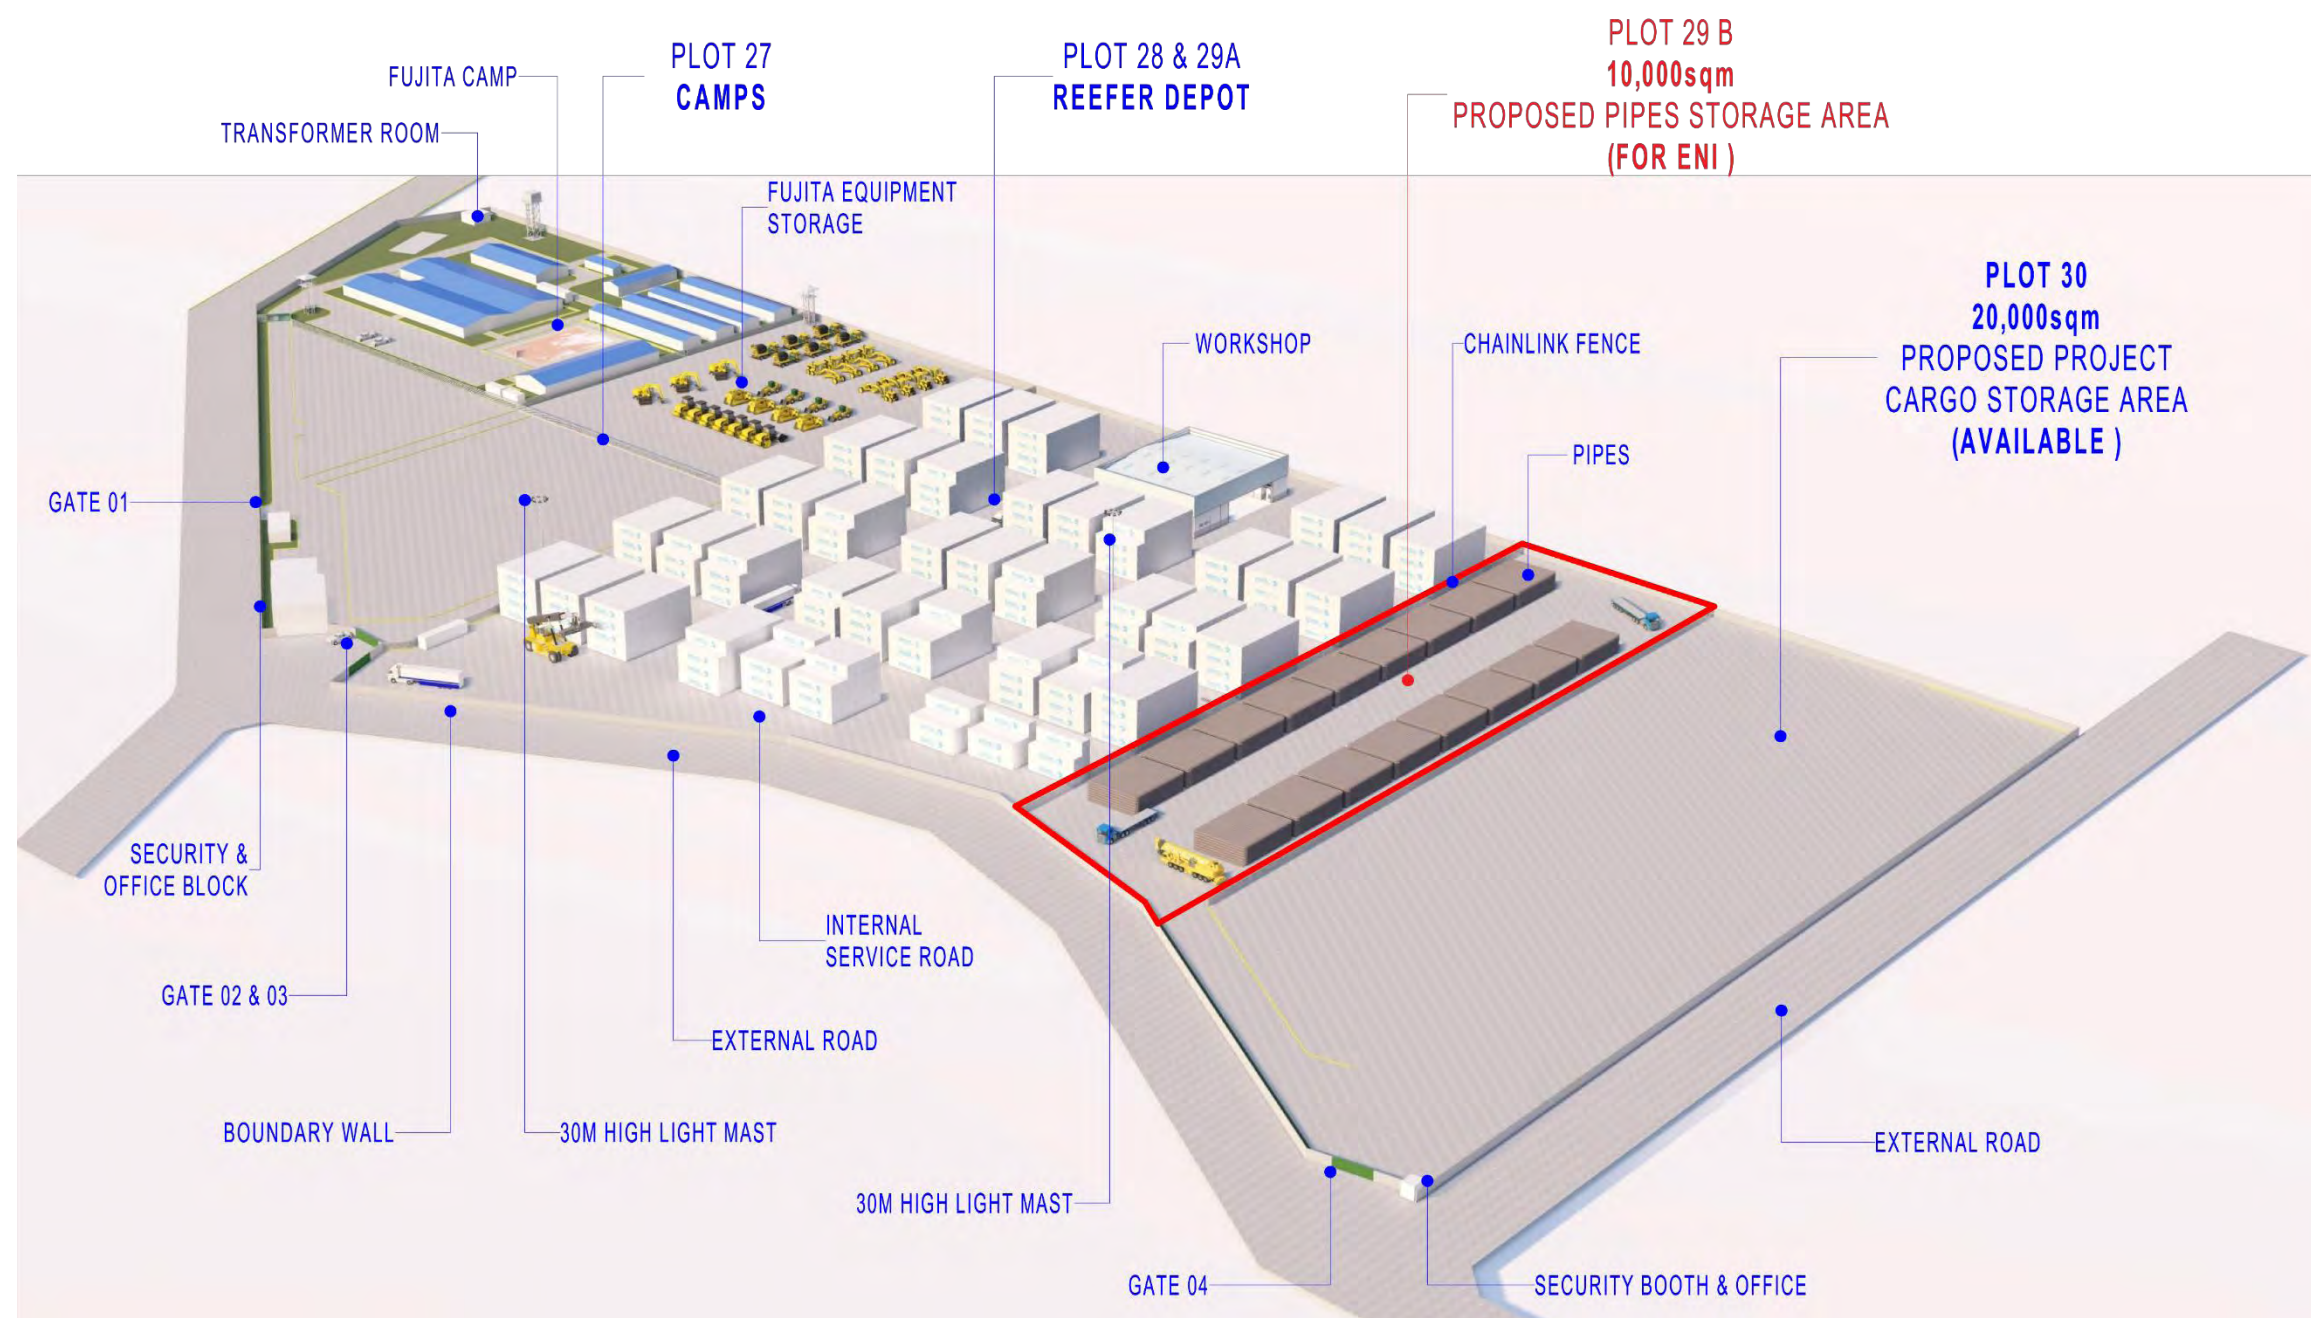 PLOT 29 B
10,000sqm
PROPOSED PIPES STORAGE AREA
(FOR ENI )
PLOT 27
CAMPS
PLOT 28 & 29A
REEFER DEPOT
FUJITA CAMP
TRANSFORMER ROOM
FUJITA EQUIPMENT
STORAGE
PLOT 30
20,000sqm
PROPOSED PROJECT
CARGO STORAGE AREA
(AVAILABLE )
WORKSHOP
CHAINLINK FENCE
PIPES
GATE 01
SECURITY &
OFFICE BLOCK
INTERNAL
SERVICE ROAD
GATE 02 & 03
EXTERNAL ROAD
BOUNDARY WALL
30M HIGH LIGHT MAST
EXTERNAL ROAD
30M HIGH LIGHT MAST
GATE 04
SECURITY BOOTH & OFFICE